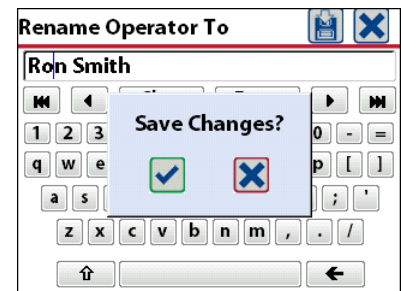 Rename Operator To
Ron Smith
Save Changes?
1 2 3 0 - =
q w e p [ ]
a s ; '
z x c v b n m , . /